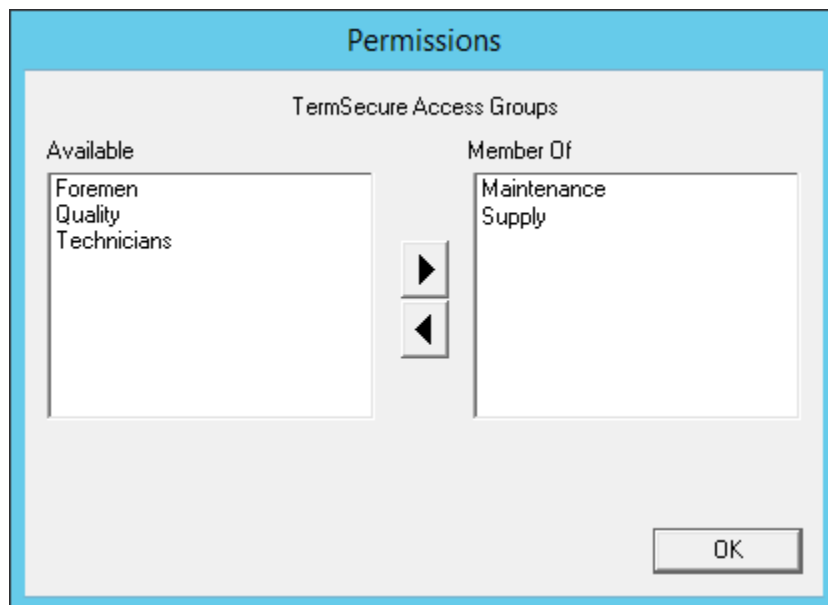 Permissions
TermSecure Access Groups
Available
Foremen
Quality
Technicians
Member Of
Maintenance
Supply
OK